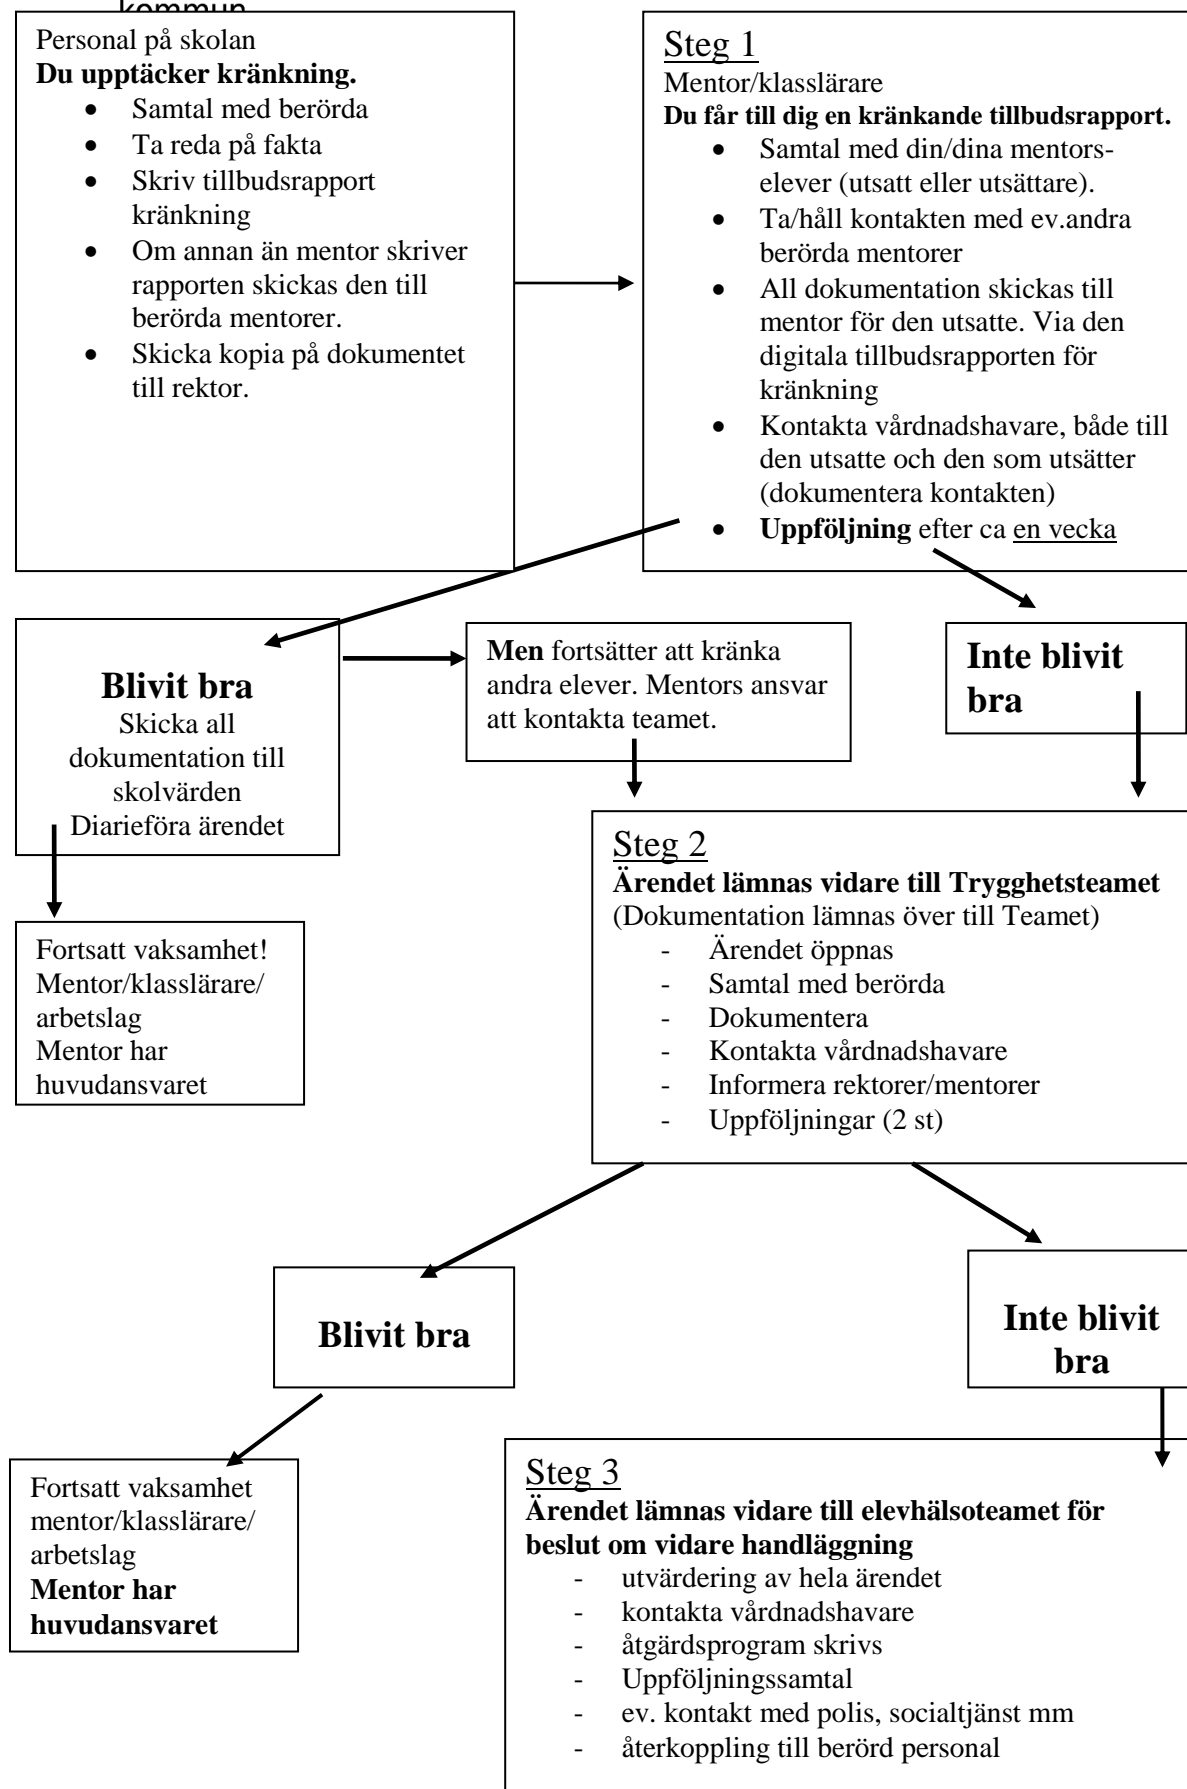 kommun
Personal på skolan
Du upptäcker kränkning.
• Samtal med berörda
• Ta reda på fakta
• Skriv tillbudsrapport
kränkning
• Om annan än mentor skriver
rapporten skickas den till
berörda mentorer.
• Skicka kopia på dokumentet
till rektor.
Steg 1
Mentor/klasslärare
Du får till dig en kränkande tillbudsrapport.
• Samtal med din/dina mentors-
elever (utsatt eller utsättare).
• Ta/håll kontakten med ev.andra
berörda mentorer
• All dokumentation skickas till
mentor för den utsatte. Via den
digitala tillbudsrapporten för
kränkning
• Kontakta vårdnadshavare, både till
den utsatte och den som utsätter
(dokumentera kontakten)
• Uppföljning efter ca en vecka
Blivit bra
Skicka all
dokumentation till
skolvärden
Diarieföra ärendet
Men fortsätter att kränka
andra elever. Mentors ansvar
att kontakta teamet.
Inte blivit
bra
Fortsatt vaksamhet!
Mentor/klasslärare/
arbetslag
Mentor har
huvudansvaret
Steg 2
Ärendet lämnas vidare till Trygghetsteamet
(Dokumentation lämnas över till Teamet)
- Ärendet öppnas
- Samtal med berörda
- Dokumentera
- Kontakta vårdnadshavare
- Informera rektorer/mentorer
- Uppföljningar (2 st)
Blivit bra
Inte blivit
bra
Fortsatt vaksamhet
mentor/klasslärare/
arbetslag
Mentor har
huvudansvaret
Steg 3
Ärendet lämnas vidare till elevhälsoteamet för
beslut om vidare handläggning
- utvärdering av hela ärendet
- kontakta vårdnadshavare
- åtgärdsprogram skrivs
- Uppföljningssamtal
- ev. kontakt med polis, socialtjänst mm
- återkoppling till berörd personal